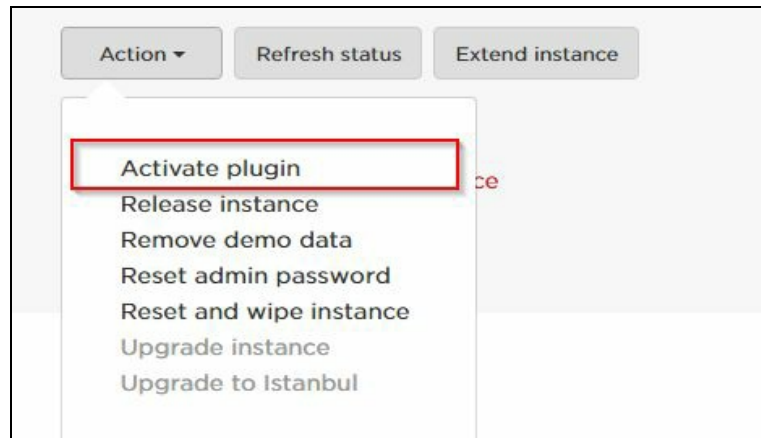 Action Refresh status Extend instance
Activate plugin
ce
Release instance
Remove demo data
Reset admin password
Reset and wipe instance
Upgrade instance
Upgrade to Istanbul